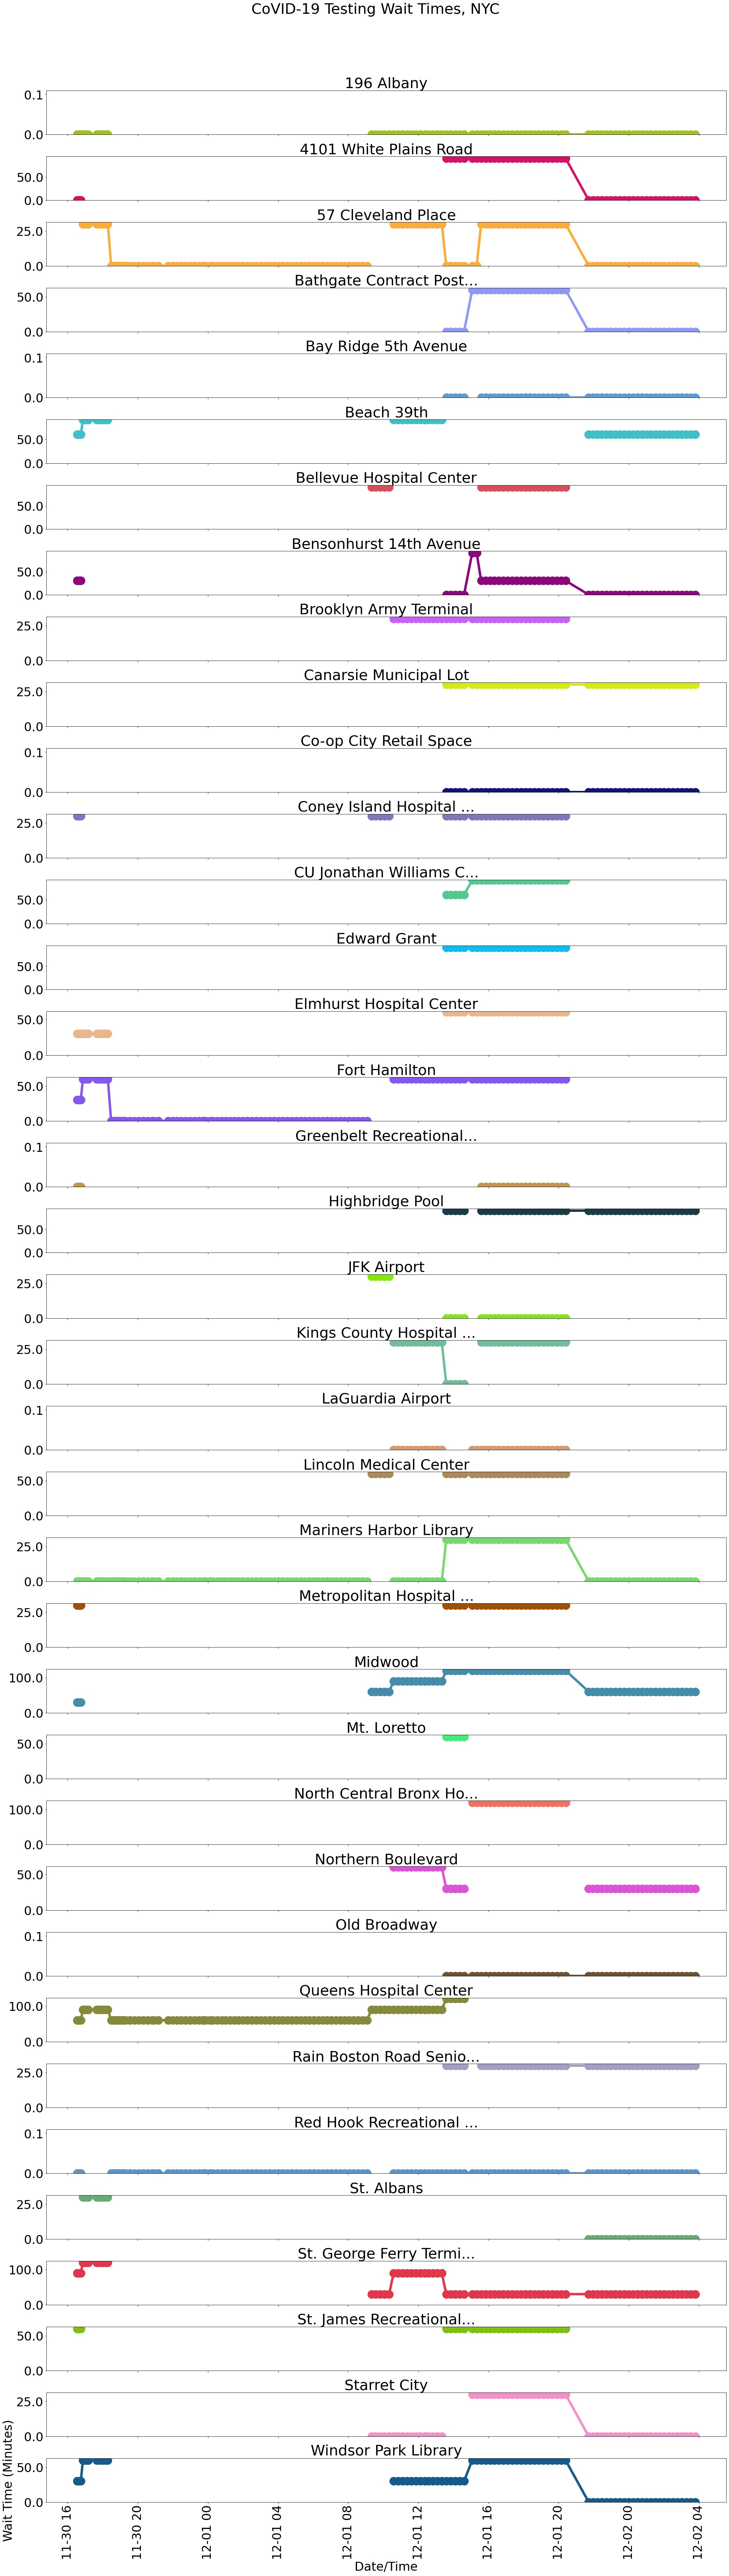 CoVID-19 Testing Wait Times, NYC
196 Albany
0.1
0.0
4101 White Plains Road
50.0
0.0
57 Cleveland Place
25.0
0.0
Bathgate Contract Post...
50.0
0.0
Bay Ridge 5th Avenue
0.1
0.0
Beach 39th
50.0
0.0
Bellevue Hospital Center
50.0
0.0
Bensonhurst 14th Avenue
50.0
0.0
Brooklyn Army Terminal
25.0
0.0
Canarsie Municipal Lot
25.0
0.0
Co-op City Retail Space
0.1
0.0
Coney Island Hospital ...
25.0
0.0
CU Jonathan Williams C...
50.0
0.0
Edward Grant
50.0
0.0
Elmhurst Hospital Center
50.0
0.0
Fort Hamilton
50.0
0.0
Greenbelt Recreational...
0.1
0.0
Highbridge Pool
50.0
0.0
JFK Airport
25.0
0.0
Kings County Hospital ...
25.0
0.0
LaGuardia Airport
0.1
0.0
Lincoln Medical Center
50.0
0.0
Mariners Harbor Library
25.0
0.0
Metropolitan Hospital ...
25.0
0.0
Midwood
100.0
0.0
Mt. Loretto
50.0
0.0
North Central Bronx Ho...
100.0
0.0
Northern Boulevard
50.0
0.0
Old Broadway
0.1
0.0
Queens Hospital Center
100.0
0.0
Rain Boston Road Senio...
25.0
0.0
Red Hook Recreational ...
0.1
0.0
St. Albans
25.0
0.0
St. George Ferry Termi...
100.0
0.0
St. James Recreational...
50.0
0.0
Starret City
25.0
0.0
Windsor Park Library
50.0
0.0
Wait Time (Minutes)
11-30 16
11-30 20
12-01 00
12-01 04
12-01 08
12-01 12
12-01 16
12-01 20
12-02 00
12-02 04
Date/Time